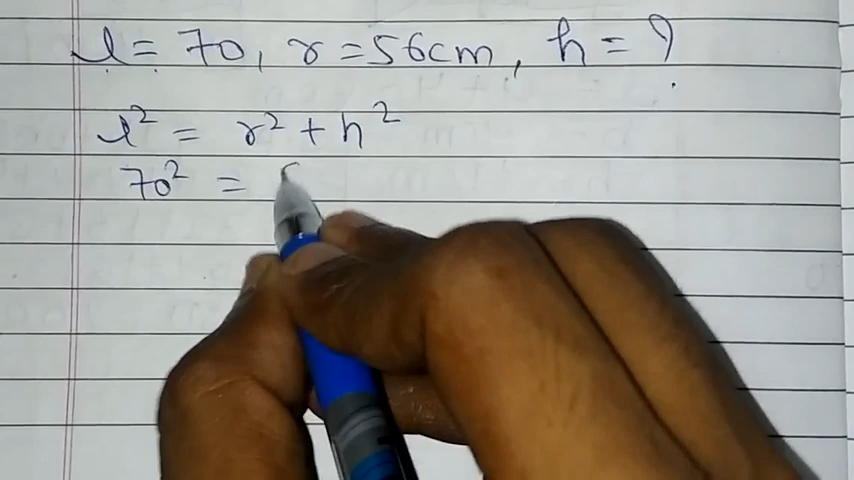 l = 70, r = 56cm, h = ?
l² = r² + h²
70² =